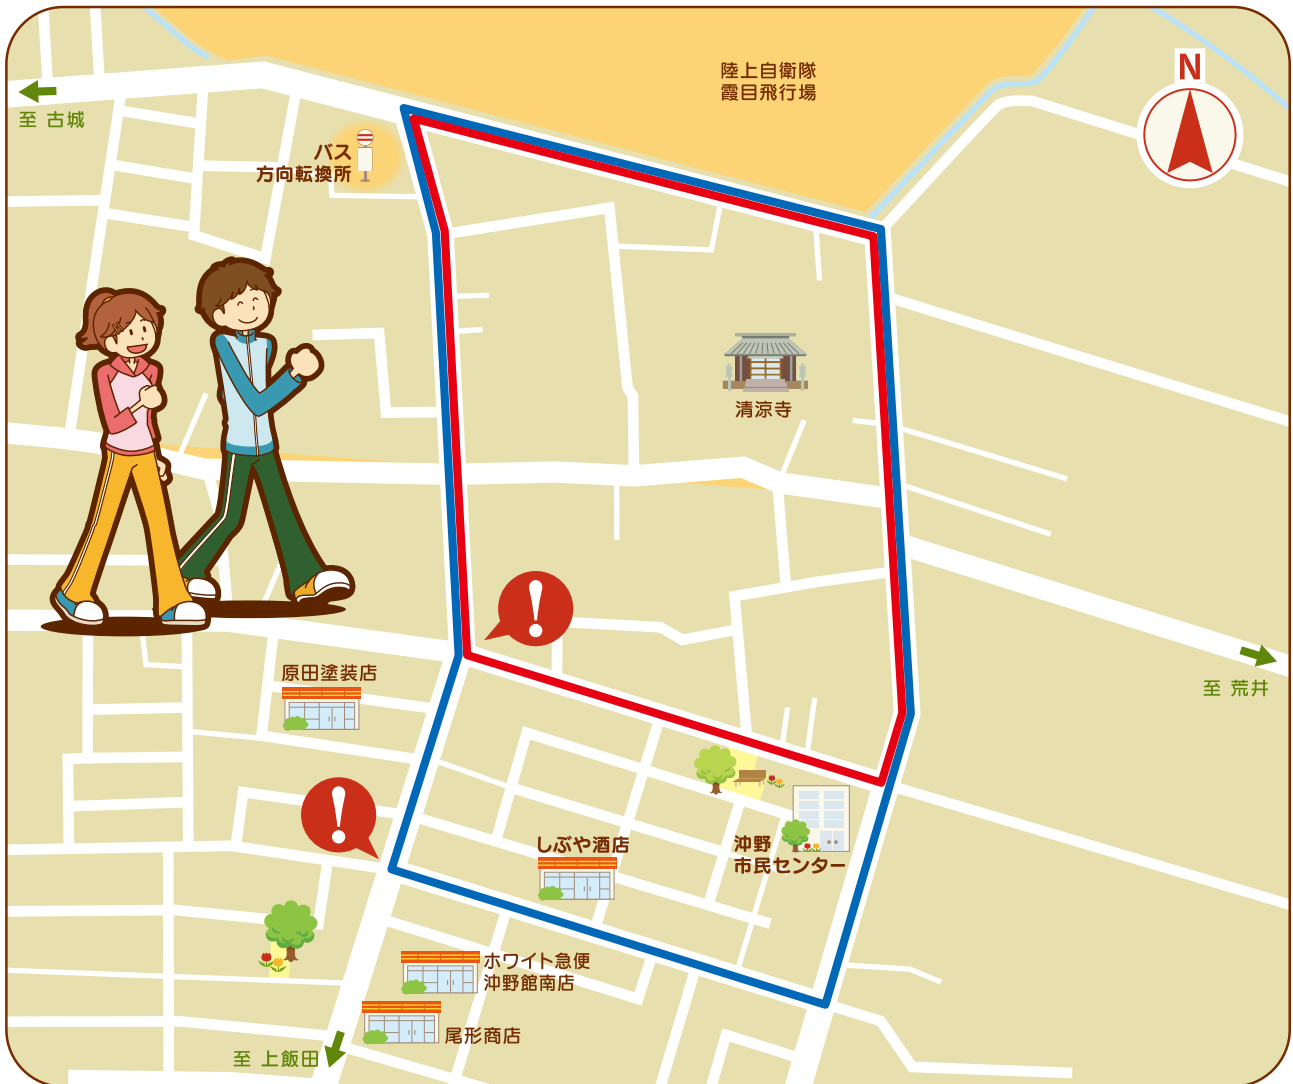 陸上自衛隊
霞目飛行場
N
至 古城
バス
方向転換所
清涼寺
至 荒井
原田塗装店
しぶや酒店
沖野
市民センター
ホワイト急便
沖野館南店
尾形商店
至 上飯田